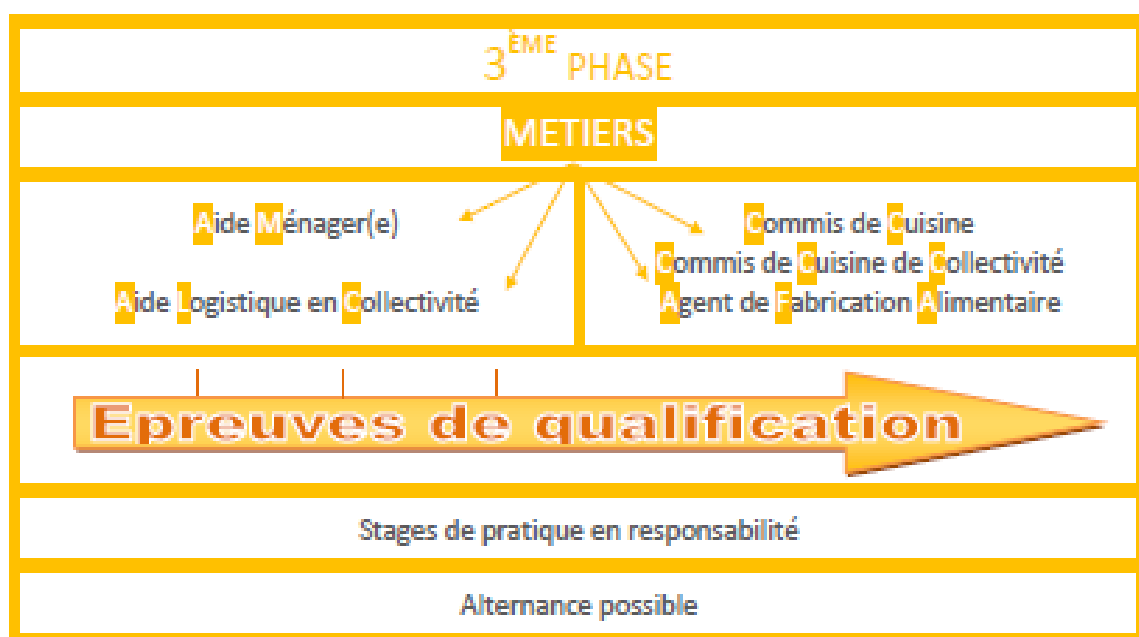 3ÈME PHASE
METIERS
Aide Ménager(e)
Aide Logistique en Collectivité
Commis de Cuisine
Commis de Cuisine de Collectivité
Agent de Fabrication Alimentaire
Epreuves de qualification
Stages de pratique en responsabilité
Alternance possible